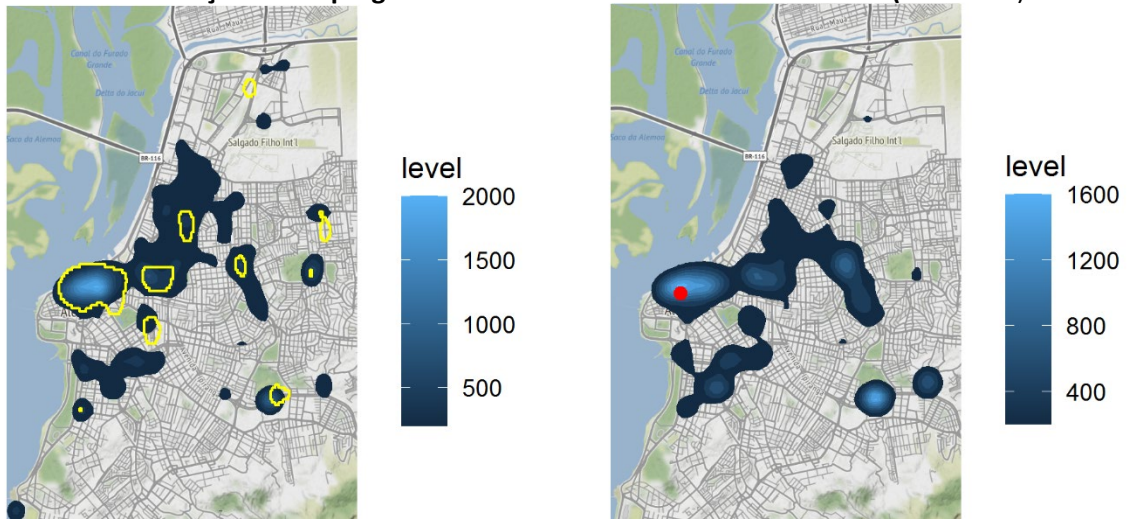 Canal do Furado
Grande
Delta do Jacuí
Saco do Alemão
BR-116
Salgado Filho Int'l
level
2000
1500
1000
500
Canal do Furado
Grande
Delta do Jacuí
Saco do Alemão
BR-116
Salgado Filho Int'l
level
1600
1200
800
400